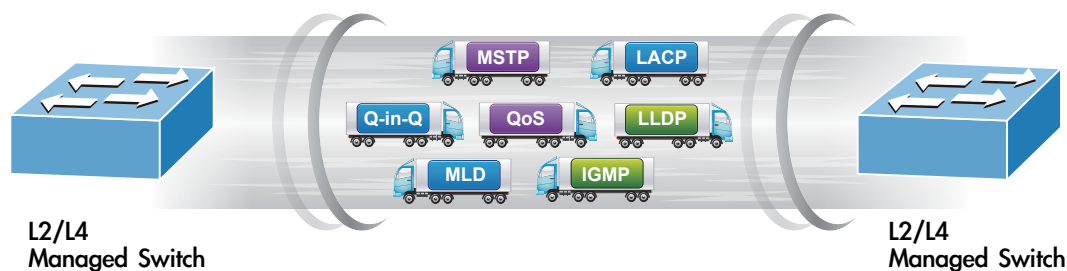 MSTP
LACP
Q-in-Q
QoS
LLDP
MLD
IGMP
L2/L4
Managed Switch
L2/L4
Managed Switch